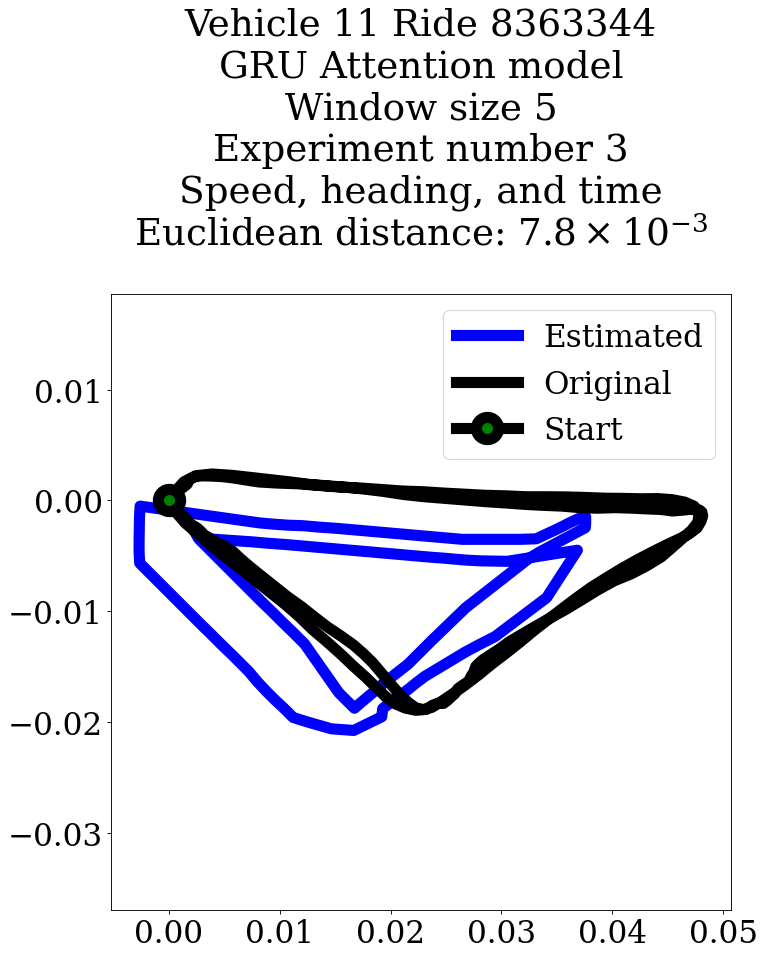 Vehicle 11 Ride 8363344
GRU Attention model
Window size 5
Experiment number 3
Speed, heading, and time
Euclidean distance: 7.8 × 10⁻³
Estimated
Original
Start
0.01
0.00
−0.01
−0.02
−0.03
0.00 0.01 0.02 0.03 0.04 0.05